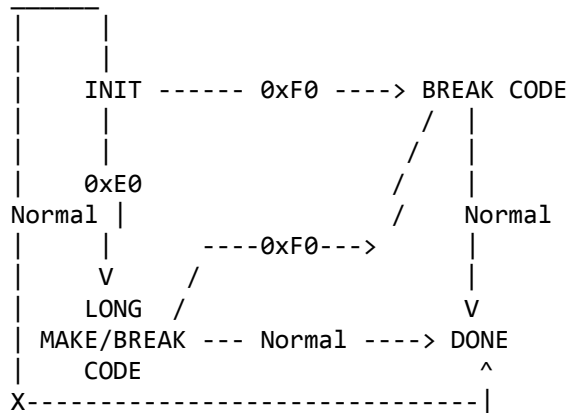 INIT ------ 0xF0 ----> BREAK CODE
0xE0
Normal
Normal
----0xF0--->
LONG
MAKE/BREAK --- Normal ----> DONE
CODE
X-------------------------------|